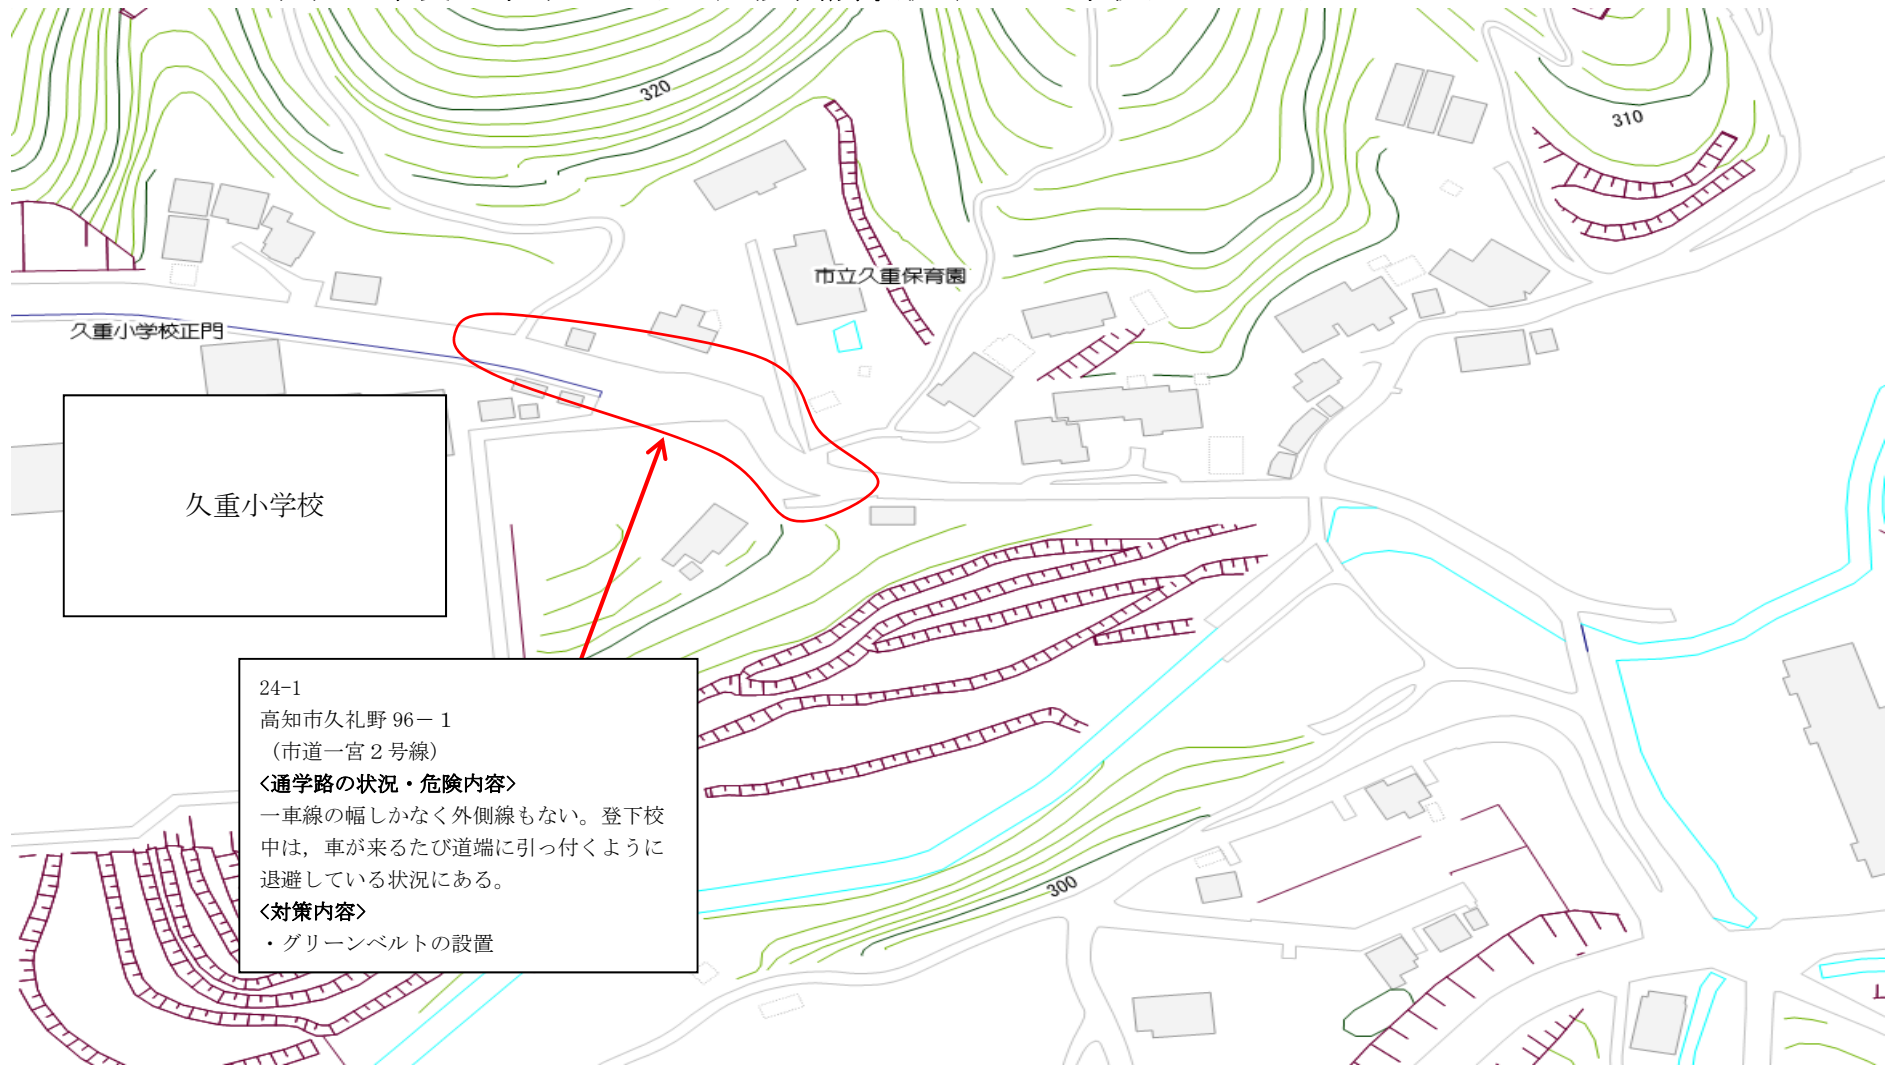 320
310
市立久重保育園
久重小学校正門
久重小学校
24-1
高知市久礼野 96－１
（市道一宮２号線）
<通学路の状況・危険内容>
一車線の幅しかなく外側線もない。登下校
中は，車が来るたび道端に引っ付くように
退避している状況にある。
<対策内容>
・グリーンベルトの設置
300